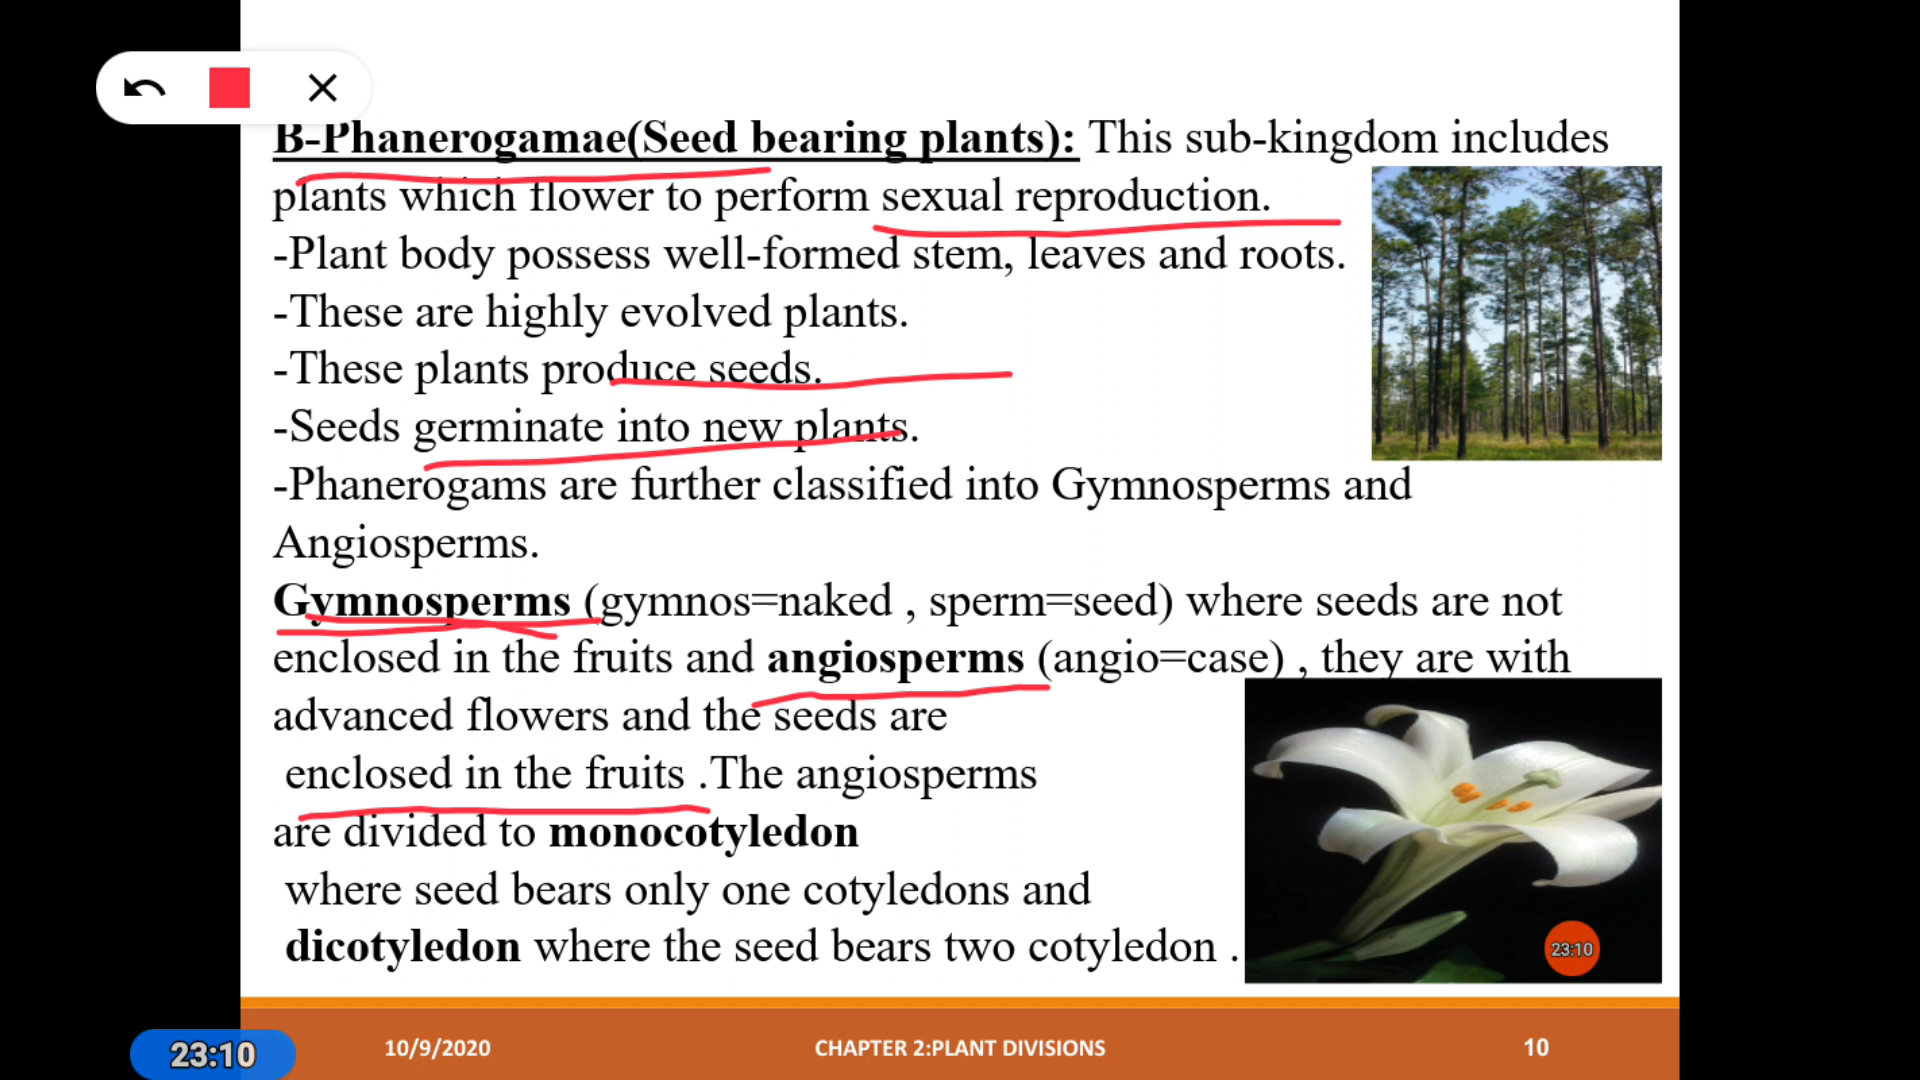 B-Phanerogamae(Seed bearing plants): This sub-kingdom includes
plants which flower to perform sexual reproduction.
-Plant body possess well-formed stem, leaves and roots.
-These are highly evolved plants.
-These plants produce seeds.
-Seeds germinate into new plants.
-Phanerogams are further classified into Gymnosperms and
Angiosperms.
Gymnosperms (gymnos=naked , sperm=seed) where seeds are not
enclosed in the fruits and angiosperms (angio=case) , they are with
advanced flowers and the seeds are
enclosed in the fruits .The angiosperms
are divided to monocotyledon
where seed bears only one cotyledons and
dicotyledon where the seed bears two cotyledon .
23:10
23:10
10/9/2020
CHAPTER 2:PLANT DIVISIONS
10